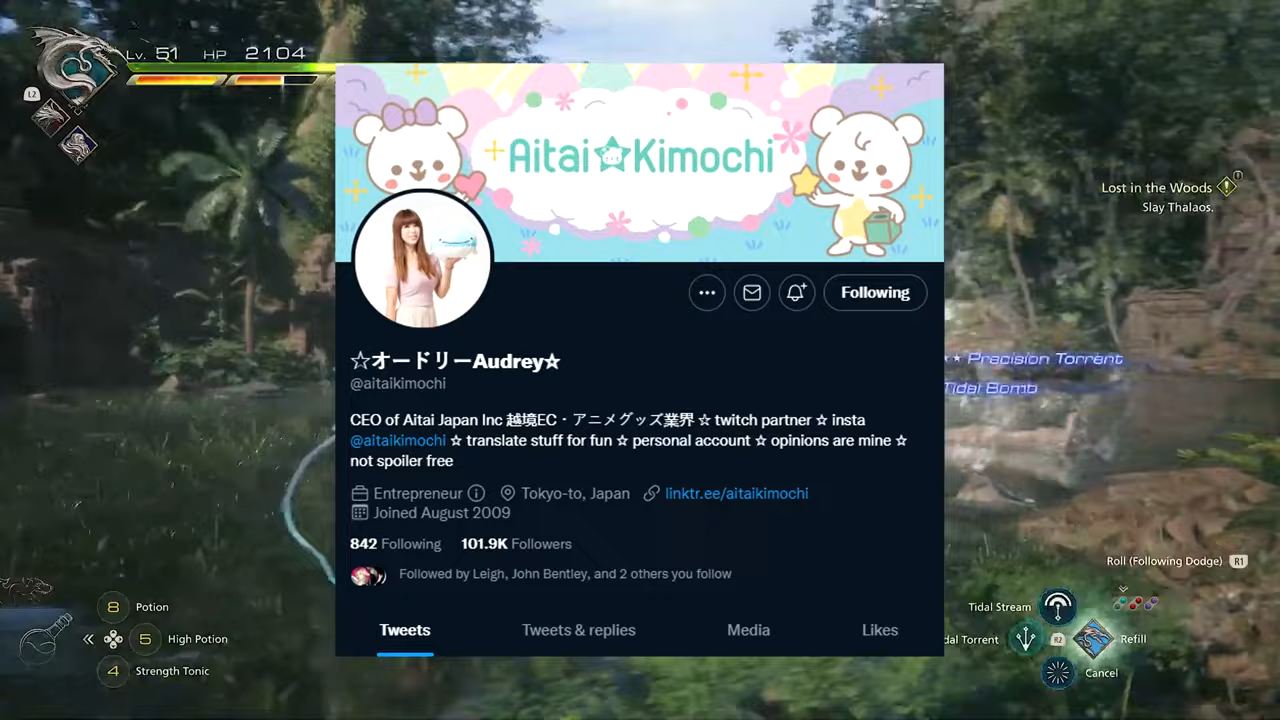 Lv. 51 HP 2104
L2
Aitai☆Kimochi
Lost in the Woods
Slay Thalaos.
Following
☆オードリーAudrey☆
@aitaikimochi
Precision Torrent
Tidal Bomb
CEO of Aitai Japan Inc 越境EC・アニメグッズ業界 ☆ twitch partner ☆ insta
@aitaikimochi ☆ translate stuff for fun ☆ personal account ☆ opinions are mine ☆
not spoiler free
Entrepreneur Tokyo-to, Japan linktr.ee/aitaikimochi
Joined August 2009
842 Following 101.9K Followers
Followed by Leigh, John Bentley, and 2 others you follow
Roll (Following Dodge) R1
8 Potion
Tidal Stream
5 High Potion
dal Torrent R2 Refill
4 Strength Tonic
Cancel
Tweets Tweets & replies Media Likes